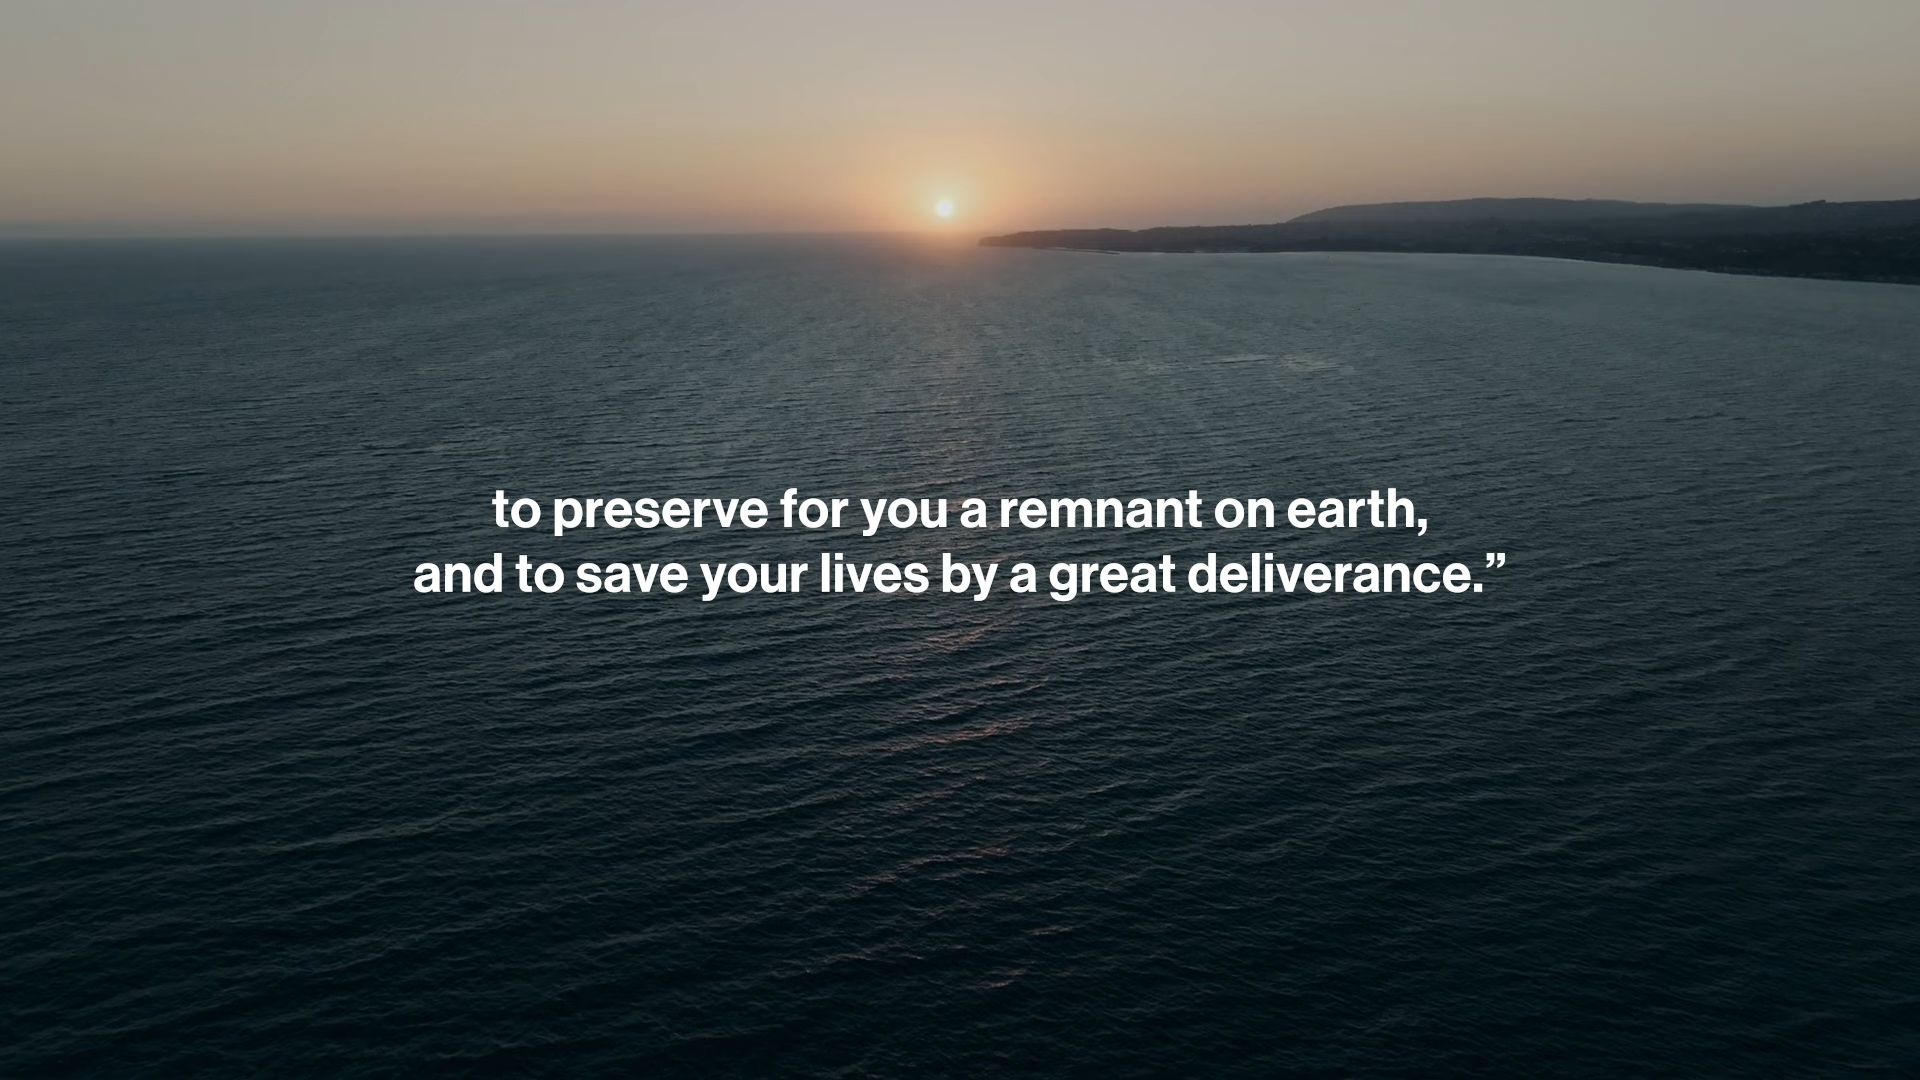 to preserve for you a remnant on earth,
and to save your lives by a great deliverance.”